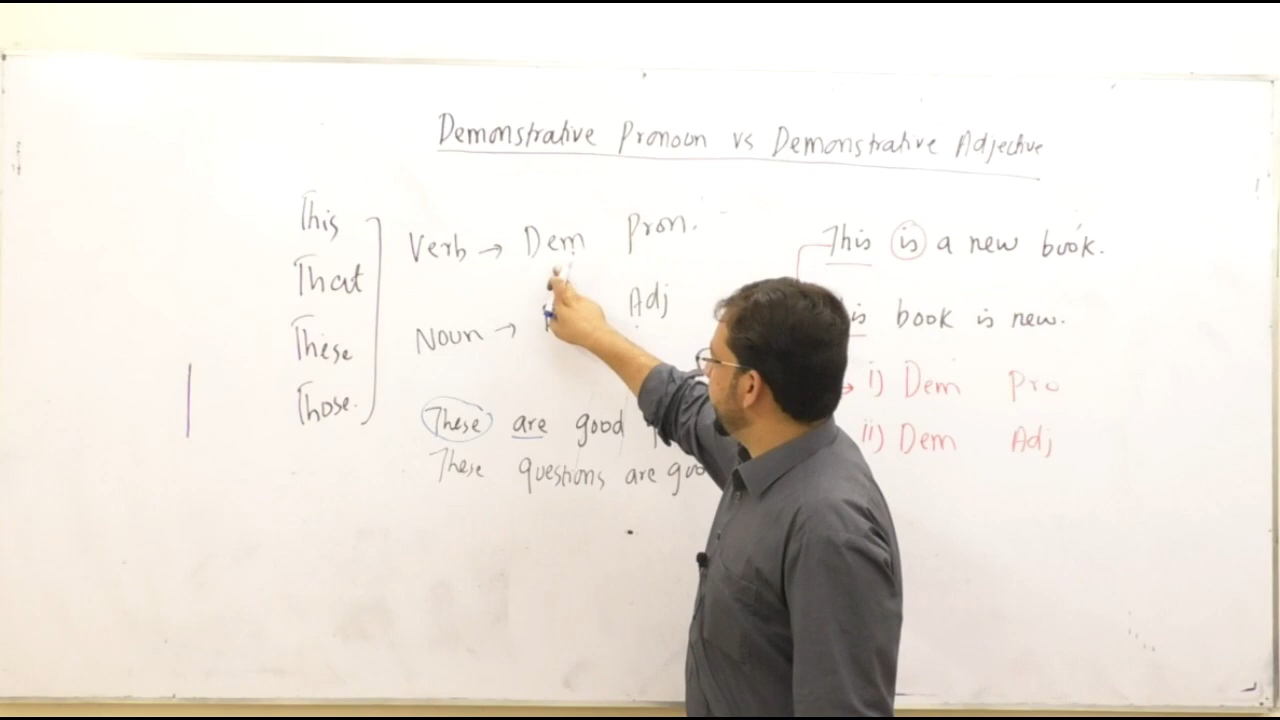 Demonstrative Pronoun vs Demonstrative Adjective
This
That
These
Those.
Verb → Dem Pron.
Noun → Adj
These are good
These questions are
This is a new book.
book is new.
i) Dem Pro
ii) Dem Adj